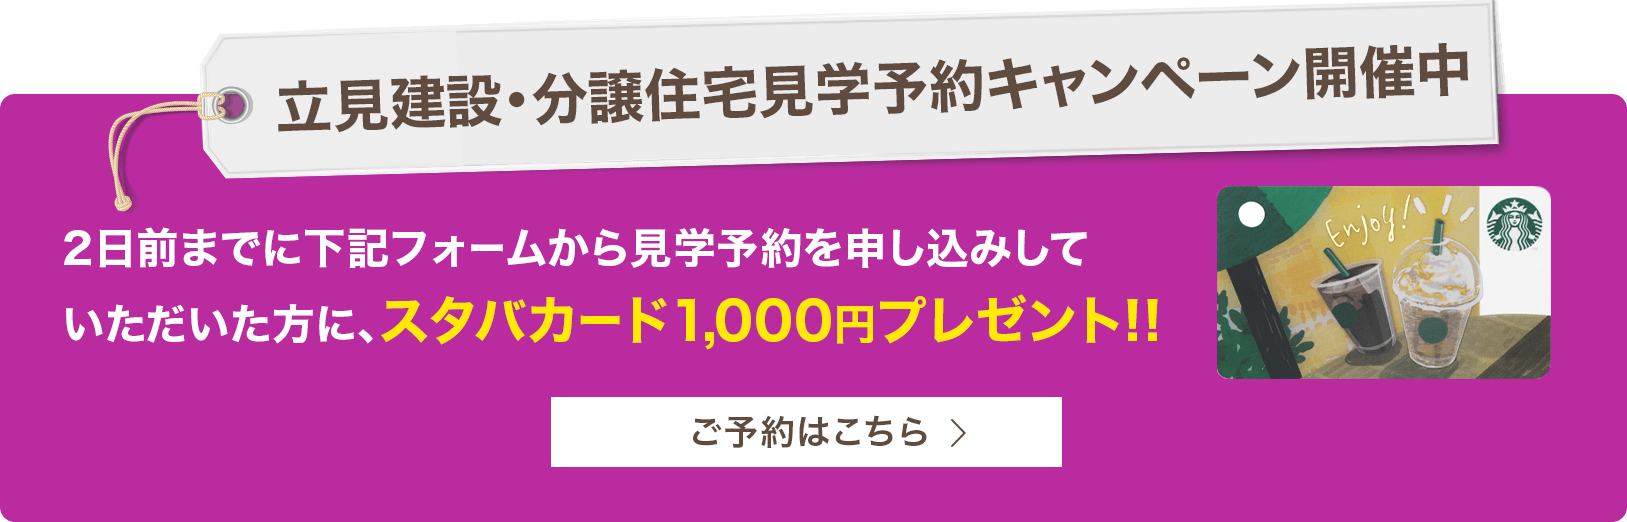 立見建設・分譲住宅見学予約キャンペーン開催中
2日前までに下記フォームから見学予約を申し込みして
いただいた方に、スタバカード1,000円プレゼント!!
Enjoy!
ご予約はこちら >